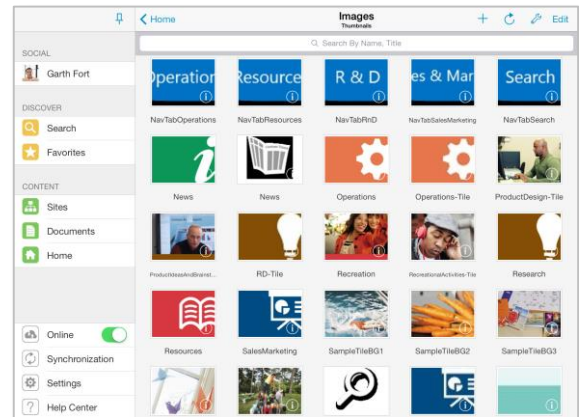 Home
Images
Thumbnails
Edit
Search By Name, Title
SOCIAL
Garth Fort
DISCOVER
Search
Favorites
CONTENT
Sites
Documents
Home
Online
Synchronization
Settings
Help Center
Operation
Resource
R & D
es & Mar
Search
NavTabOperations
NavTabResources
NavTabRnD
NavTabSalesMarketing
NavTabSearch
News
News
Operations
Operations-Tile
ProductDesign-Tile
ProductIdeasAndBrainst...
RD-Tile
Recreation
RecreationalActivities-Tile
Research
Resources
SalesMarketing
SampleTileBG1
SampleTileBG2
SampleTileBG3